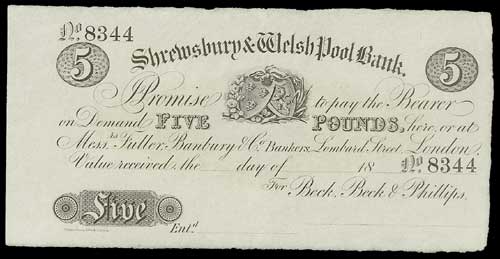 No. 8344
Shrewsbury & Welsh Pool Bank.
5 5
I Promise to pay the Bearer
on Demand FIVE POUNDS, here, or at
Mess.rs Fuller, Banbury & Co. Bankers, Lombard Street, London.
Value received, the day of 18 No. 8344
For Beck, Beck & Phillips,
Five
Ent.d